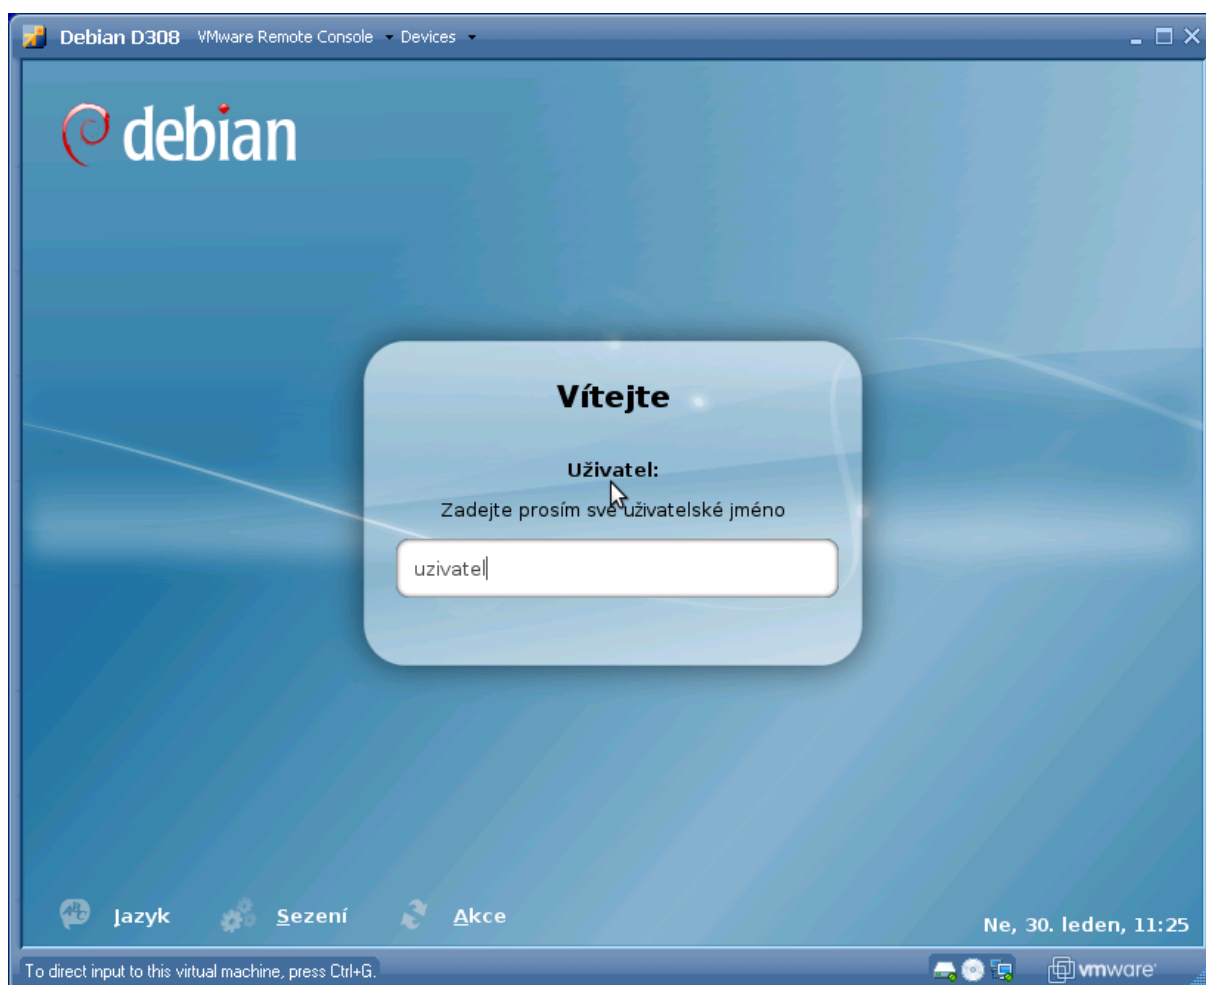 Debian D308 VMware Remote Console Devices
debian
Vítejte
Uživatel:
Zadejte prosím své uživatelské jméno
uzivatel
Jazyk Sezení Akce
Ne, 30. leden, 11:25
To direct input to this virtual machine, press Ctrl+G.
vmware